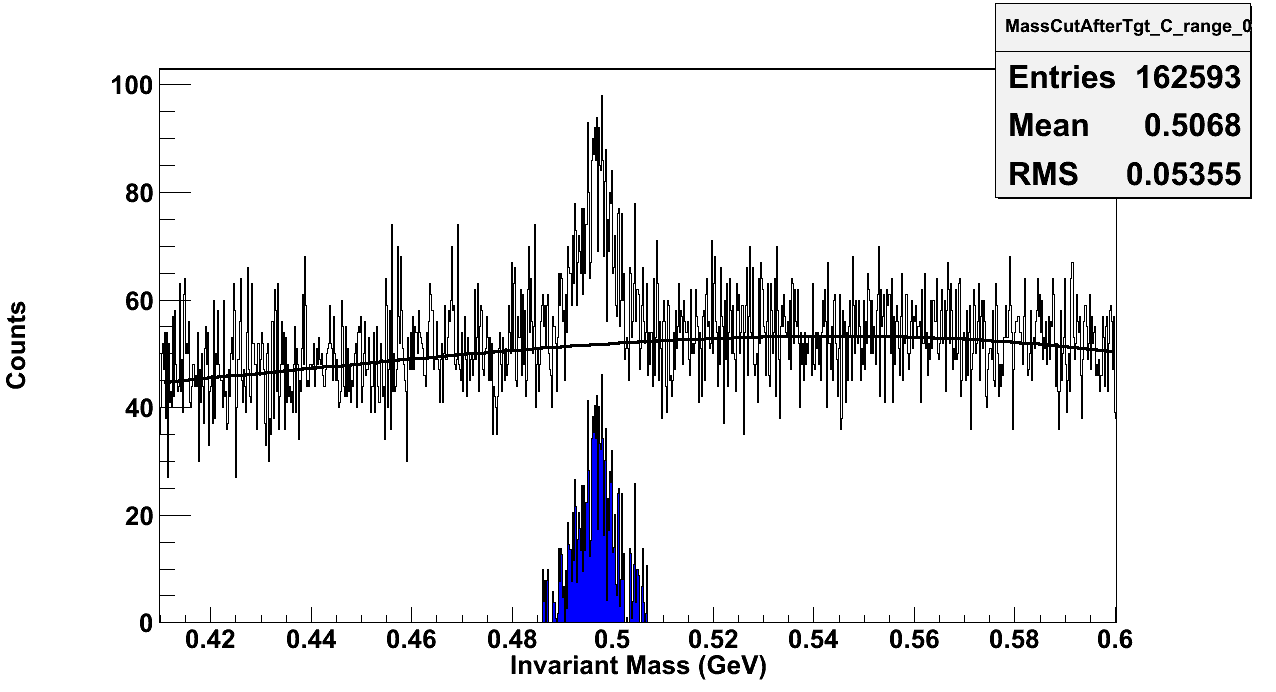 MassCutAfterTgt_C_range_0
Entries 162593
Mean 0.5068
RMS 0.05355
100
80
60
40
20
0
Counts
0.42 0.44 0.46 0.48 0.5 0.52 0.54 0.56 0.58 0.6
Invariant Mass (GeV)